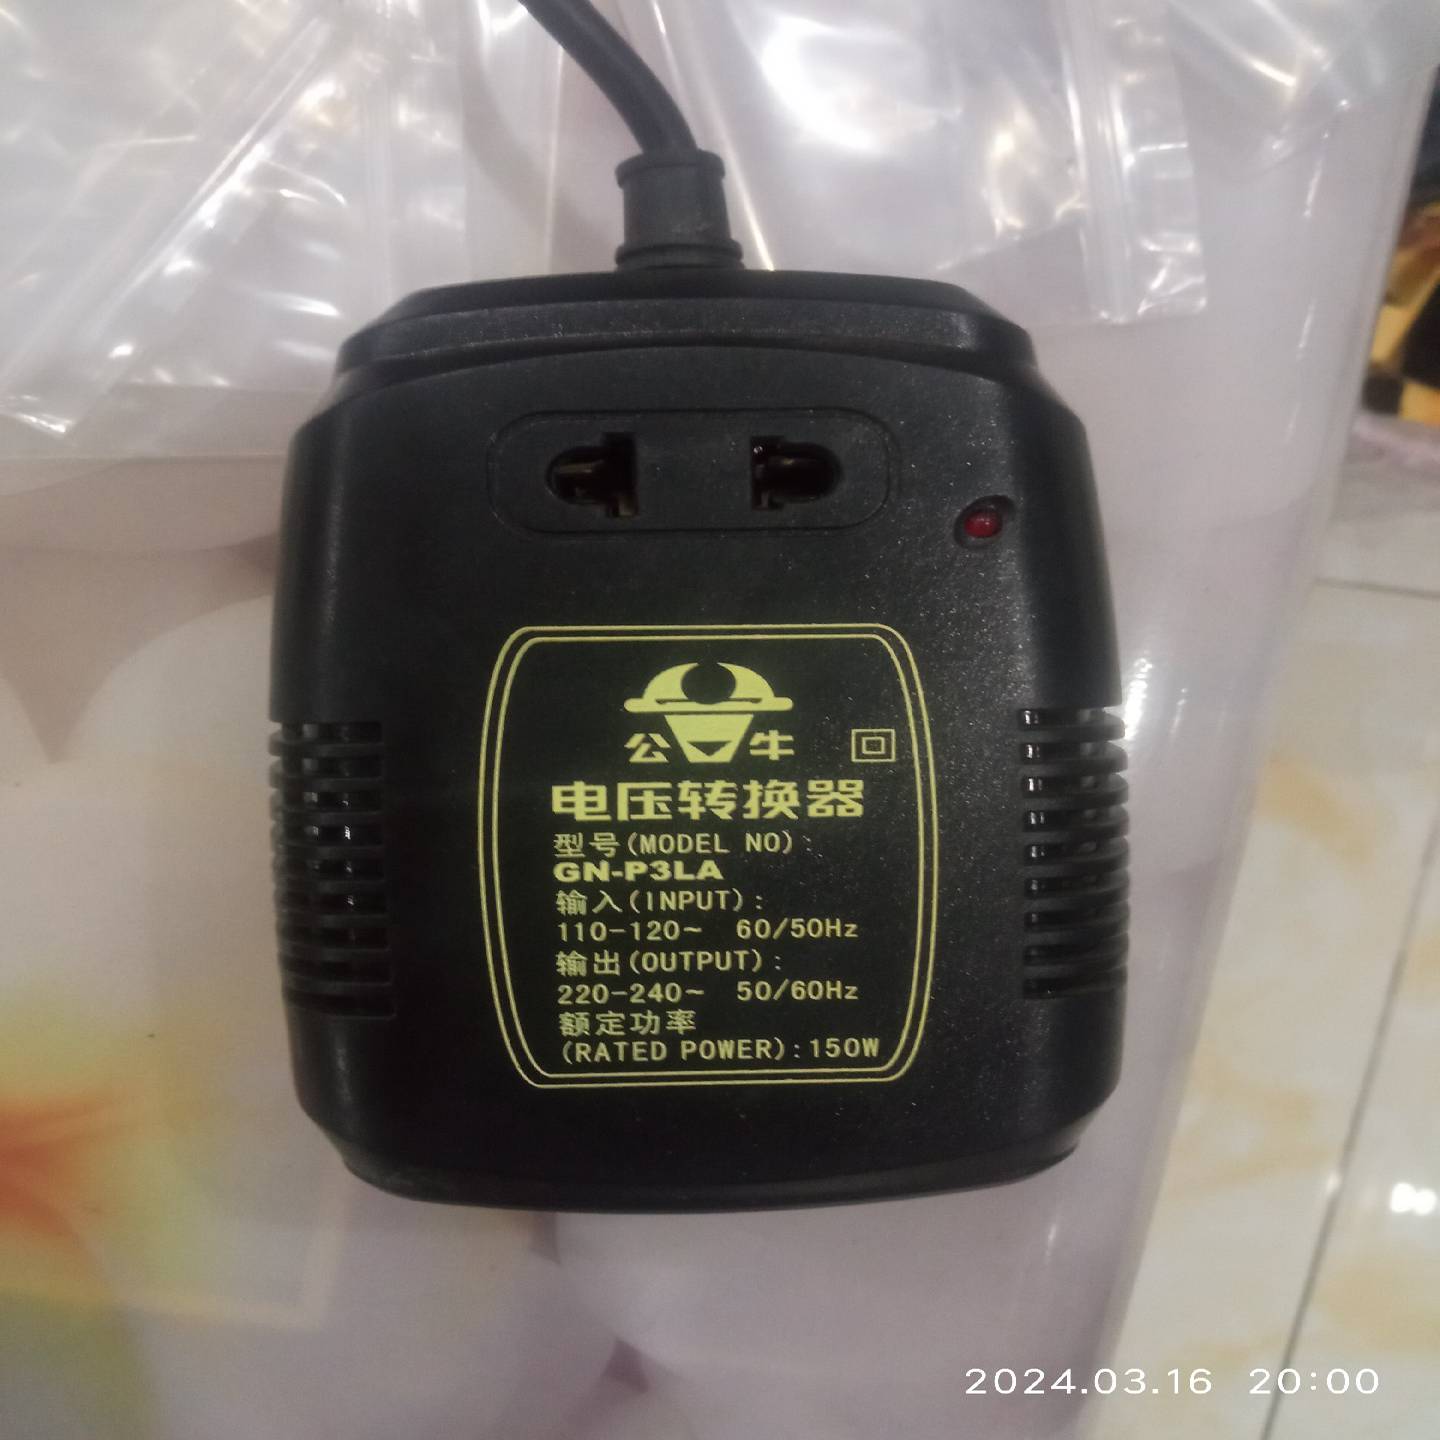 公牛
电压转换器
型号(MODEL NO):
GN-P3LA
输入(INPUT):
110-120~ 60/50Hz
输出(OUTPUT):
220-240~ 50/60Hz
额定功率
(RATED POWER):150W
2024.03.16 20:00